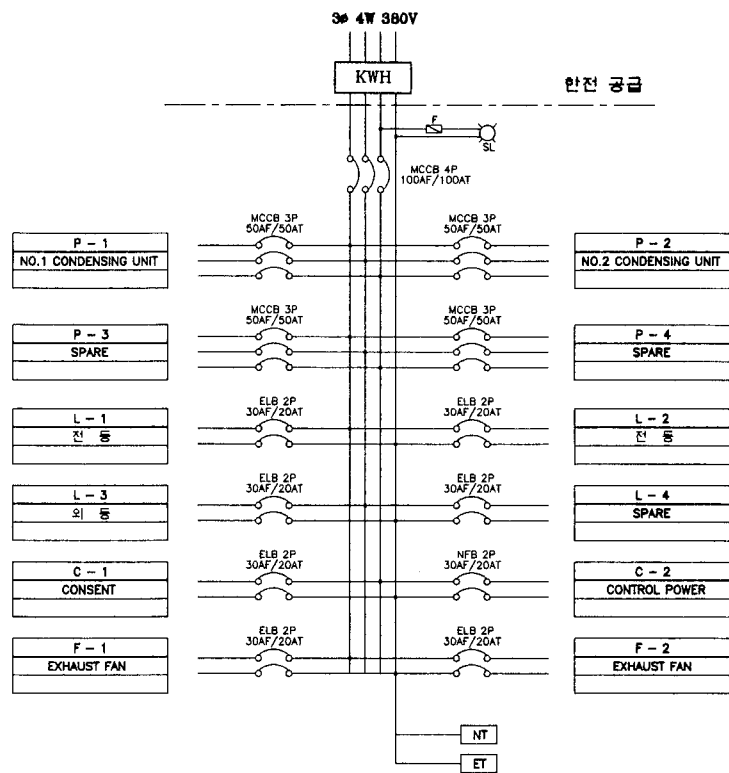 3ø 4W 380V
KWH
한전 공급
F
SL
MCCB 4P
100AF/100AT
MCCB 3P
50AF/50AT
MCCB 3P
50AF/50AT
P - 1
NO.1 CONDENSING UNIT
P - 2
NO.2 CONDENSING UNIT
MCCB 3P
50AF/50AT
MCCB 3P
50AF/50AT
P - 3
SPARE
P - 4
SPARE
ELB 2P
30AF/20AT
ELB 2P
30AF/20AT
L - 1
전 등
L - 2
전 등
ELB 2P
30AF/20AT
ELB 2P
30AF/20AT
L - 3
외 등
L - 4
SPARE
ELB 2P
30AF/20AT
NFB 2P
30AF/20AT
C - 1
CONSENT
C - 2
CONTROL POWER
ELB 2P
30AF/20AT
ELB 2P
30AF/20AT
F - 1
EXHAUST FAN
F - 2
EXHAUST FAN
NT
ET